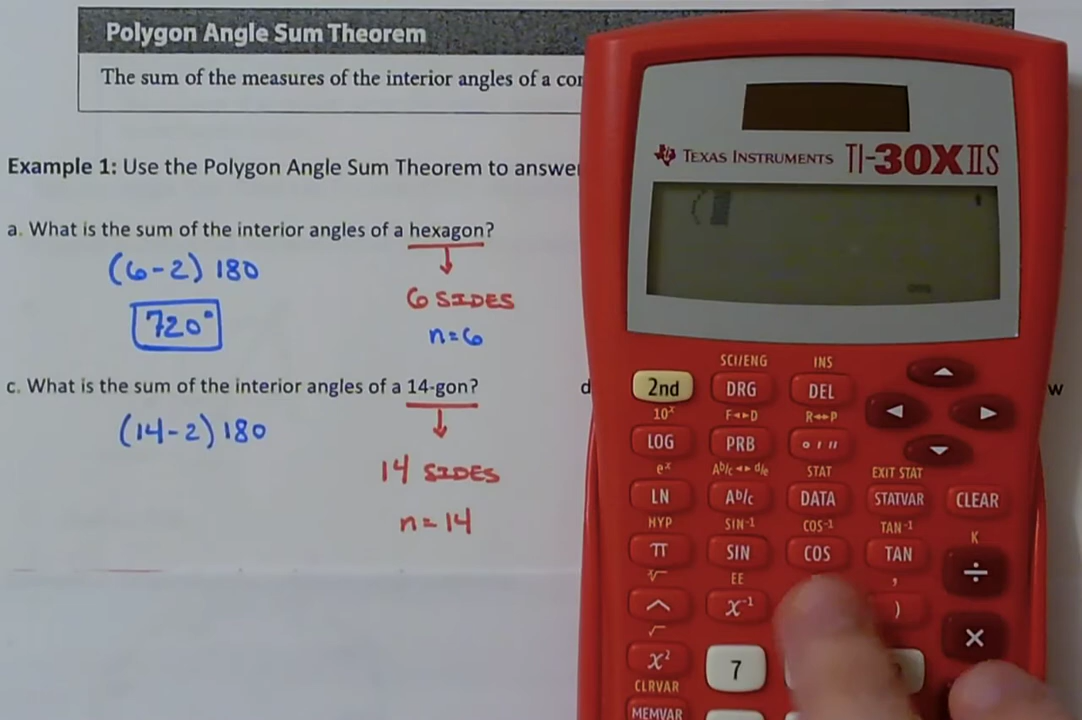 Polygon Angle Sum Theorem
The sum of the measures of the interior angles of a
Example 1: Use the Polygon Angle Sum Theorem to
a. What is the sum of the interior angles of a hexagon?
(6-2) 180
720°
6 SIDES
n=6
c. What is the sum of the interior angles of a 14-gon?
d
w
(14-2) 180
14 SIDES
n=14
TEXAS INSTRUMENTS TI-30X IIS
(
SCI/ENG INS
2nd DRG DEL
10ˣ F◄►D R◄►P
LOG PRB ° ' "
eˣ Ab/c◄►d/e STAT EXIT STAT
LN Ab/c DATA STATVAR CLEAR
HYP SIN⁻¹ COS⁻¹ TAN⁻¹ K
π SIN COS TAN ÷
ˣ√ EE ,
^ x⁻¹ ) ×
√
x² 7
CLRVAR
MEMVAR